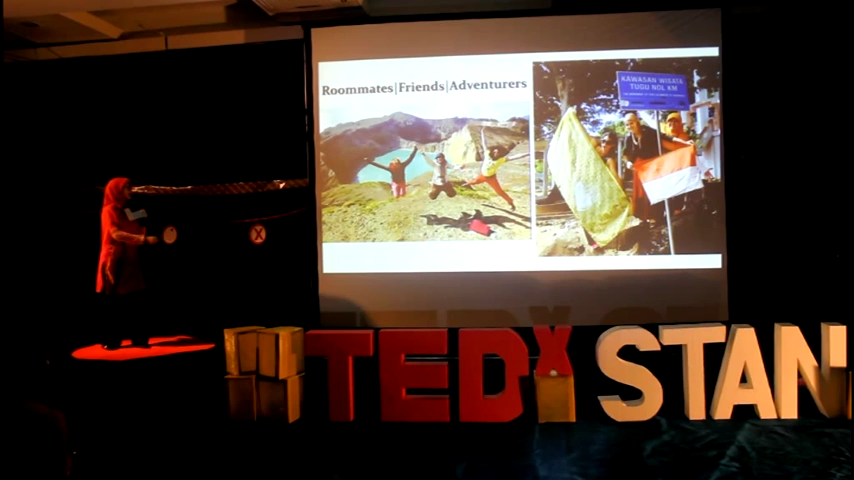 Roommates|Friends|Adventurers
KAWASAN WISATA
TUGU NOL KM
X
TEDX STAN